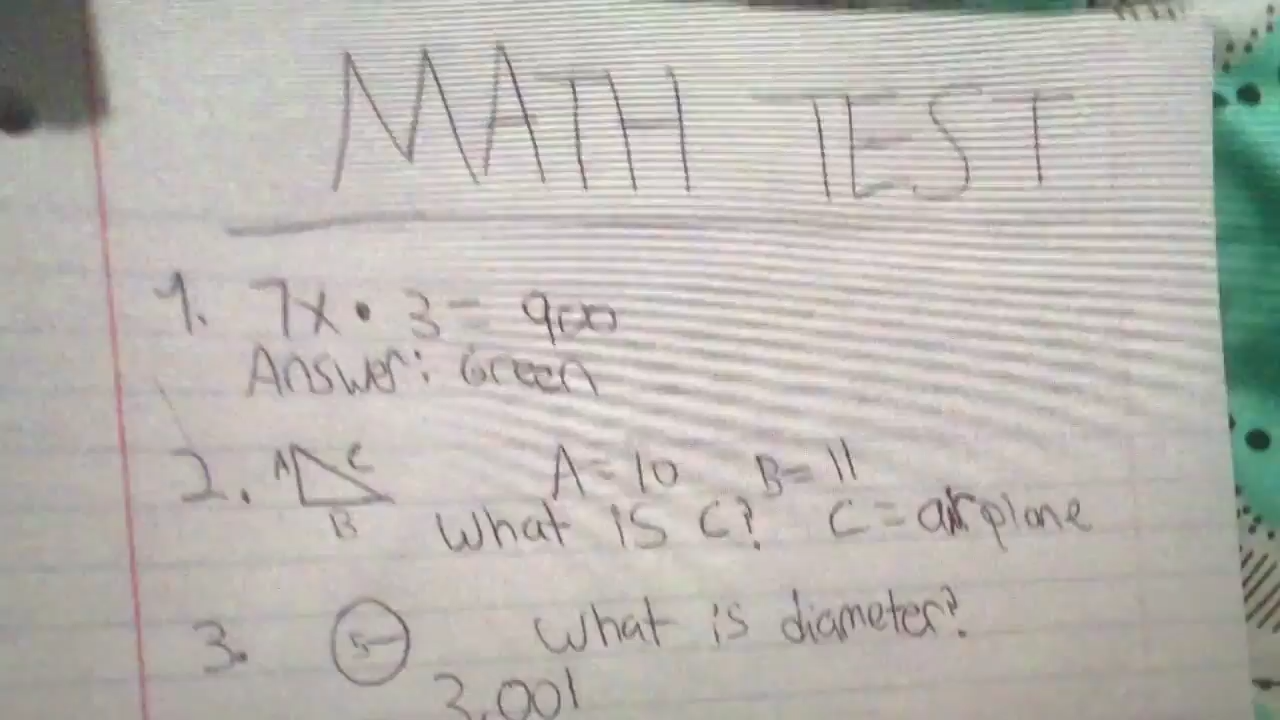 MATH TEST
1. 7x • 3 = 900
Answer: Green
2. A C B A = 10 B = 11
What is C? C = airplane
3. 5 What is diameter?
3.001